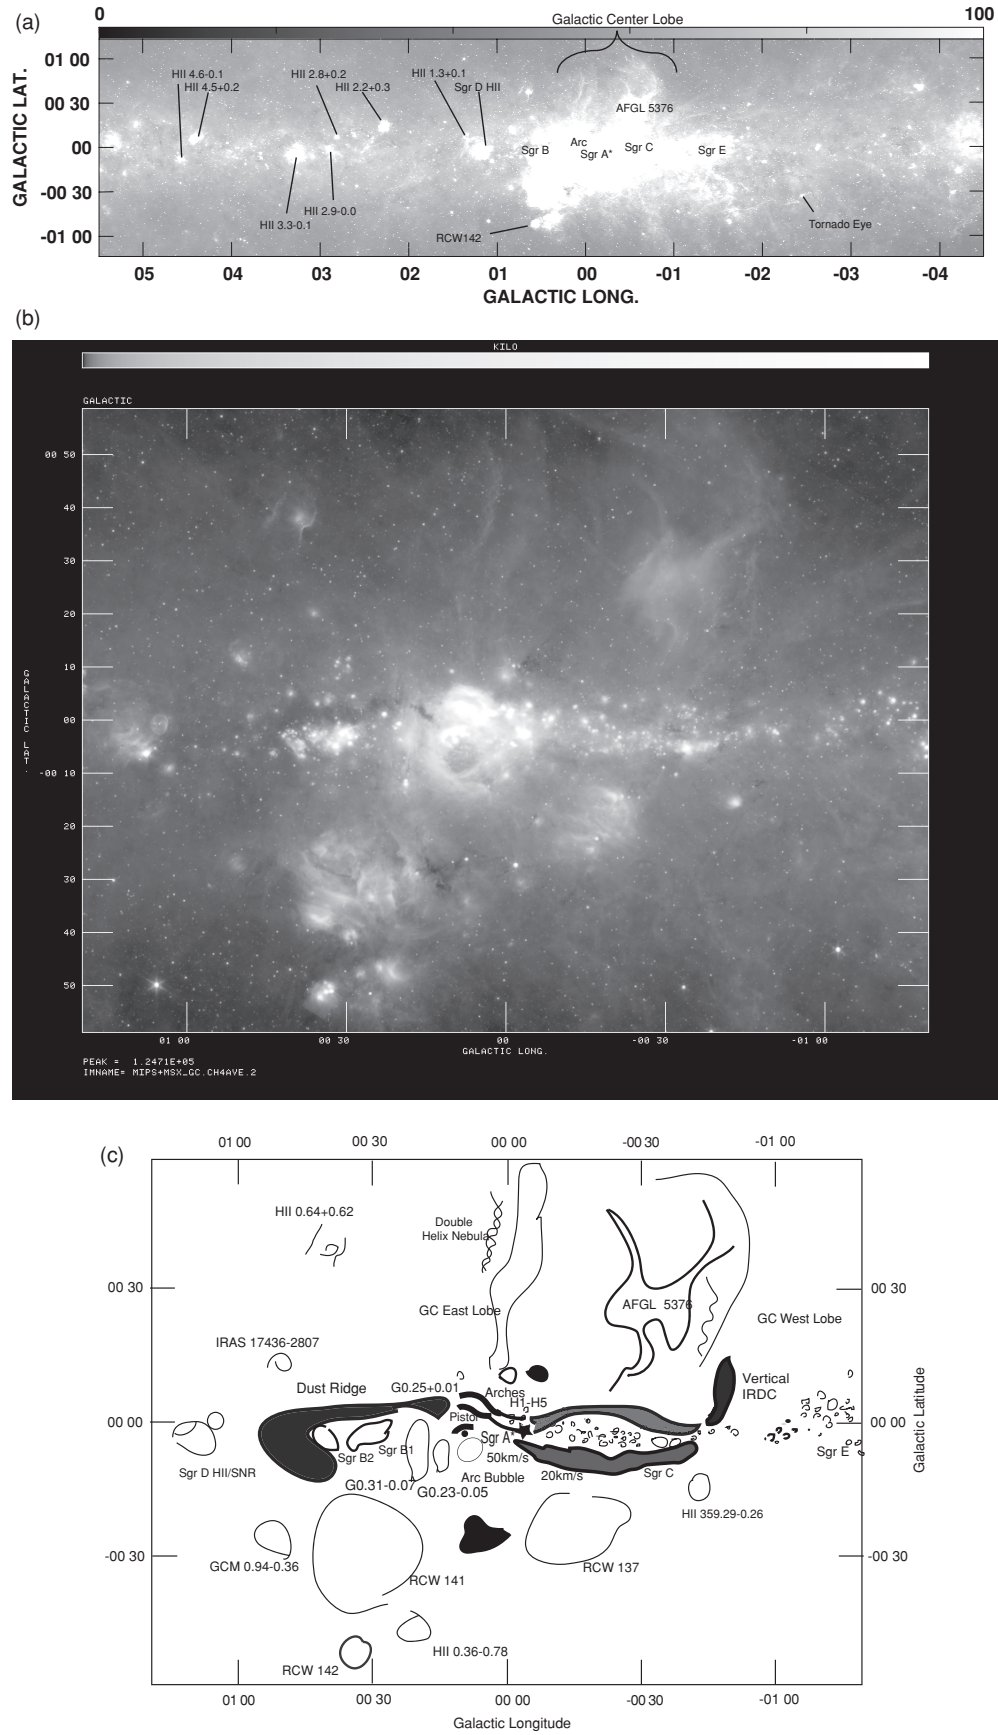 (a)
0
Galactic Center Lobe
100
GALACTIC LAT.
01 00
00 30
00
-00 30
-01 00
HII 4.6-0.1
HII 4.5+0.2
HII 2.8+0.2
HII 2.2+0.3
HII 1.3+0.1
Sgr D HII
AFGL 5376
Sgr B
Arc
Sgr A*
Sgr C
Sgr E
HII 3.3-0.1
HII 2.9-0.0
RCW142
Tornado Eye
05 04 03 02 01 00 -01 -02 -03 -04
GALACTIC LONG.
(b)
KILO
GALACTIC
GALACTIC LAT.
00 50
40
30
20
10
00
-00 10
20
30
40
50
01 00 00 30 00 -00 30 -01 00
GALACTIC LONG.
PEAK = 1.2471E+05
IMNAME= MIPS+MSX_GC.CH4AVE.2
(c)
01 00 00 30 00 00 -00 30 -01 00
HII 0.64+0.62
Double
Helix Nebula
00 30
00 30
GC East Lobe
AFGL 5376
GC West Lobe
IRAS 17436-2807
Dust Ridge
G0.25+0.01
Arches
H1-H5
Vertical
IRDC
00 00
00 00
Pistol
Sgr A*
Sgr B1
Sgr B2
50km/s
20km/s
Sgr C
Sgr E
Sgr D HII/SNR
G0.31-0.07
G0.23-0.05
Arc Bubble
HII 359.29-0.26
Galactic Latitude
-00 30
-00 30
GCM 0.94-0.36
RCW 141
RCW 137
HII 0.36-0.78
RCW 142
01 00 00 30 00 00 -00 30 -01 00
Galactic Longitude